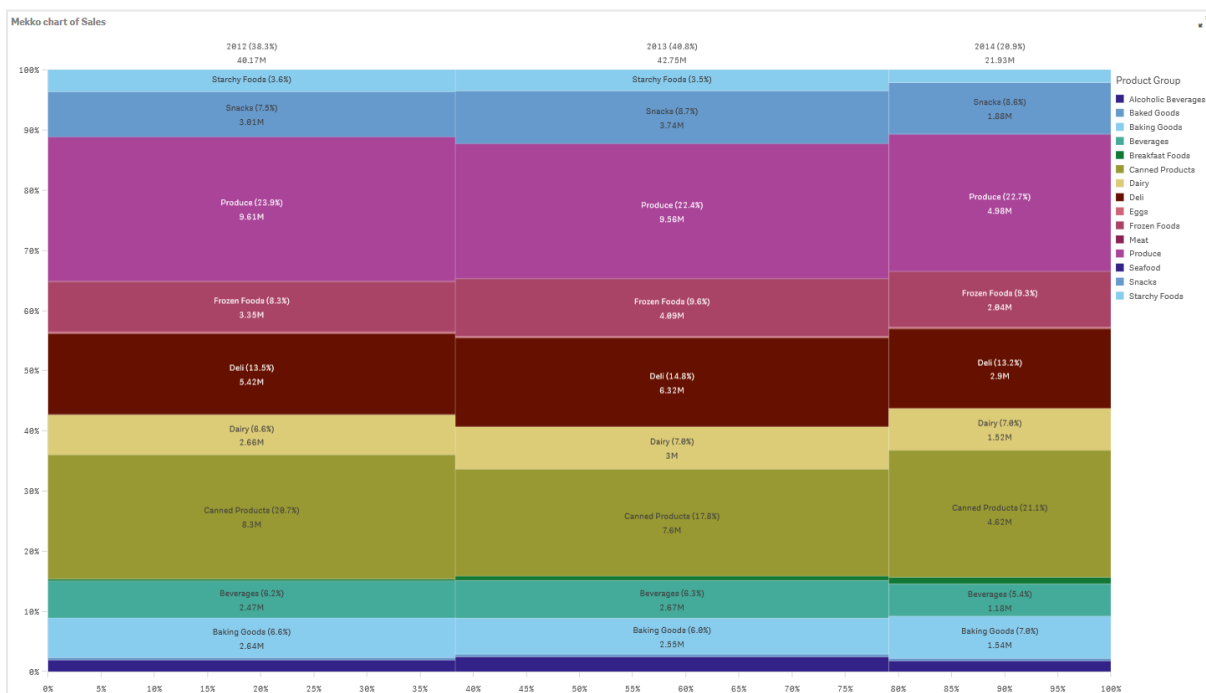 Mekko chart of Sales
2012 (38.3%)
40.17M
2013 (40.8%)
42.75M
2014 (20.9%)
21.93M
100%
90%
80%
70%
60%
50%
40%
30%
20%
10%
0%
Starchy Foods (3.6%)
Snacks (7.5%)
3.01M
Produce (23.9%)
9.61M
Frozen Foods (8.3%)
3.35M
Deli (13.5%)
5.42M
Dairy (6.6%)
2.66M
Canned Products (20.7%)
8.3M
Beverages (6.2%)
2.47M
Baking Goods (6.6%)
2.64M
Starchy Foods (3.5%)
Snacks (8.7%)
3.74M
Produce (22.4%)
9.56M
Frozen Foods (9.6%)
4.09M
Deli (14.8%)
6.32M
Dairy (7.0%)
3M
Canned Products (17.8%)
7.6M
Beverages (6.3%)
2.67M
Baking Goods (6.0%)
2.55M
Snacks (8.6%)
1.88M
Produce (22.7%)
4.98M
Frozen Foods (9.3%)
2.04M
Deli (13.2%)
2.9M
Dairy (7.0%)
1.52M
Canned Products (21.1%)
4.62M
Beverages (5.4%)
1.18M
Baking Goods (7.0%)
1.54M
Product Group
Alcoholic Beverages
Baked Goods
Baking Goods
Beverages
Breakfast Foods
Canned Products
Dairy
Deli
Eggs
Frozen Foods
Meat
Produce
Seafood
Snacks
Starchy Foods
0% 5% 10% 15% 20% 25% 30% 35% 40% 45% 50% 55% 60% 65% 70% 75% 80% 85% 90% 95% 100%